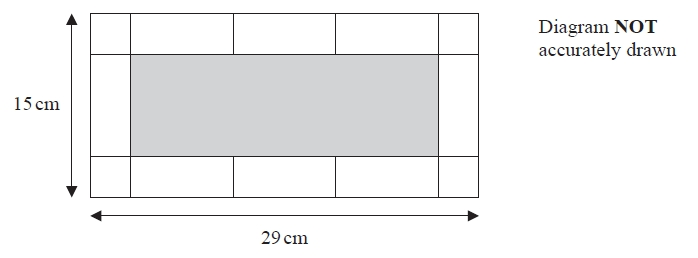 Diagram NOT
accurately drawn
15 cm
29 cm